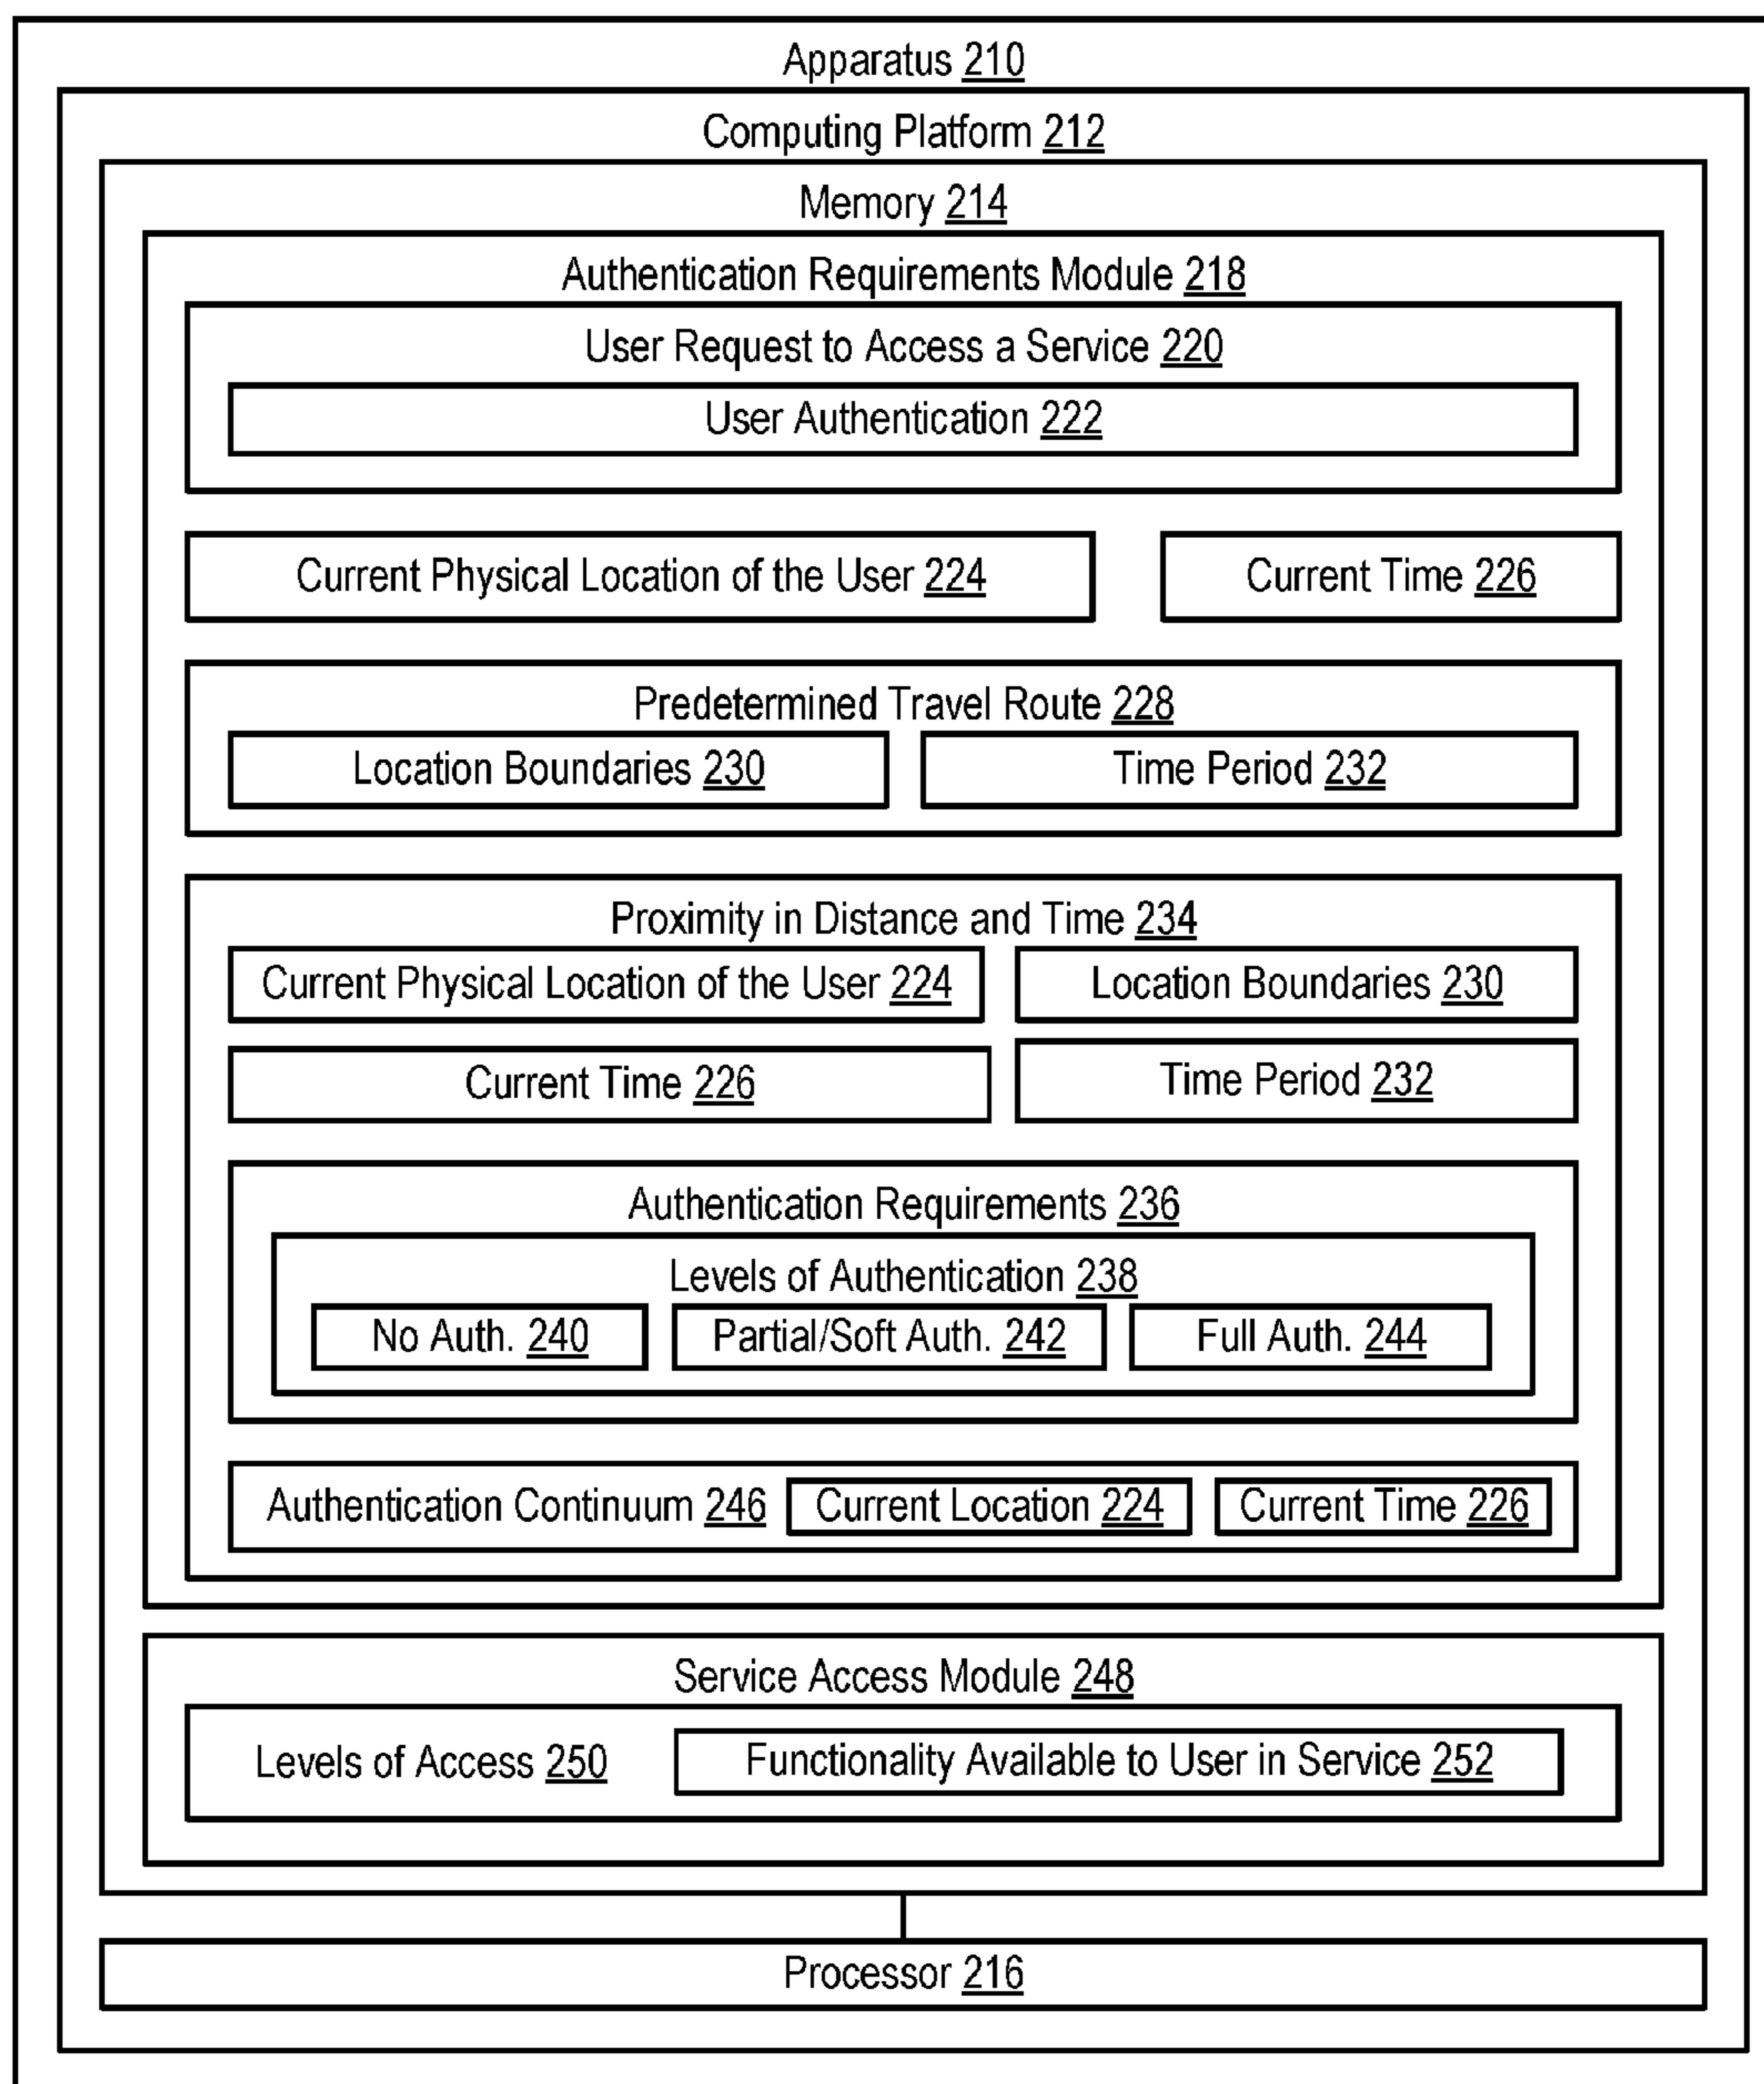 Apparatus 210
Computing Platform 212
Memory 214
Authentication Requirements Module 218
User Request to Access a Service 220
User Authentication 222
Current Physical Location of the User 224
Current Time 226
Predetermined Travel Route 228
Location Boundaries 230
Time Period 232
Proximity in Distance and Time 234
Current Physical Location of the User 224
Location Boundaries 230
Current Time 226
Time Period 232
Authentication Requirements 236
Levels of Authentication 238
No Auth. 240
Partial/Soft Auth. 242
Full Auth. 244
Authentication Continuum 246
Current Location 224
Current Time 226
Service Access Module 248
Levels of Access 250
Functionality Available to User in Service 252
Processor 216